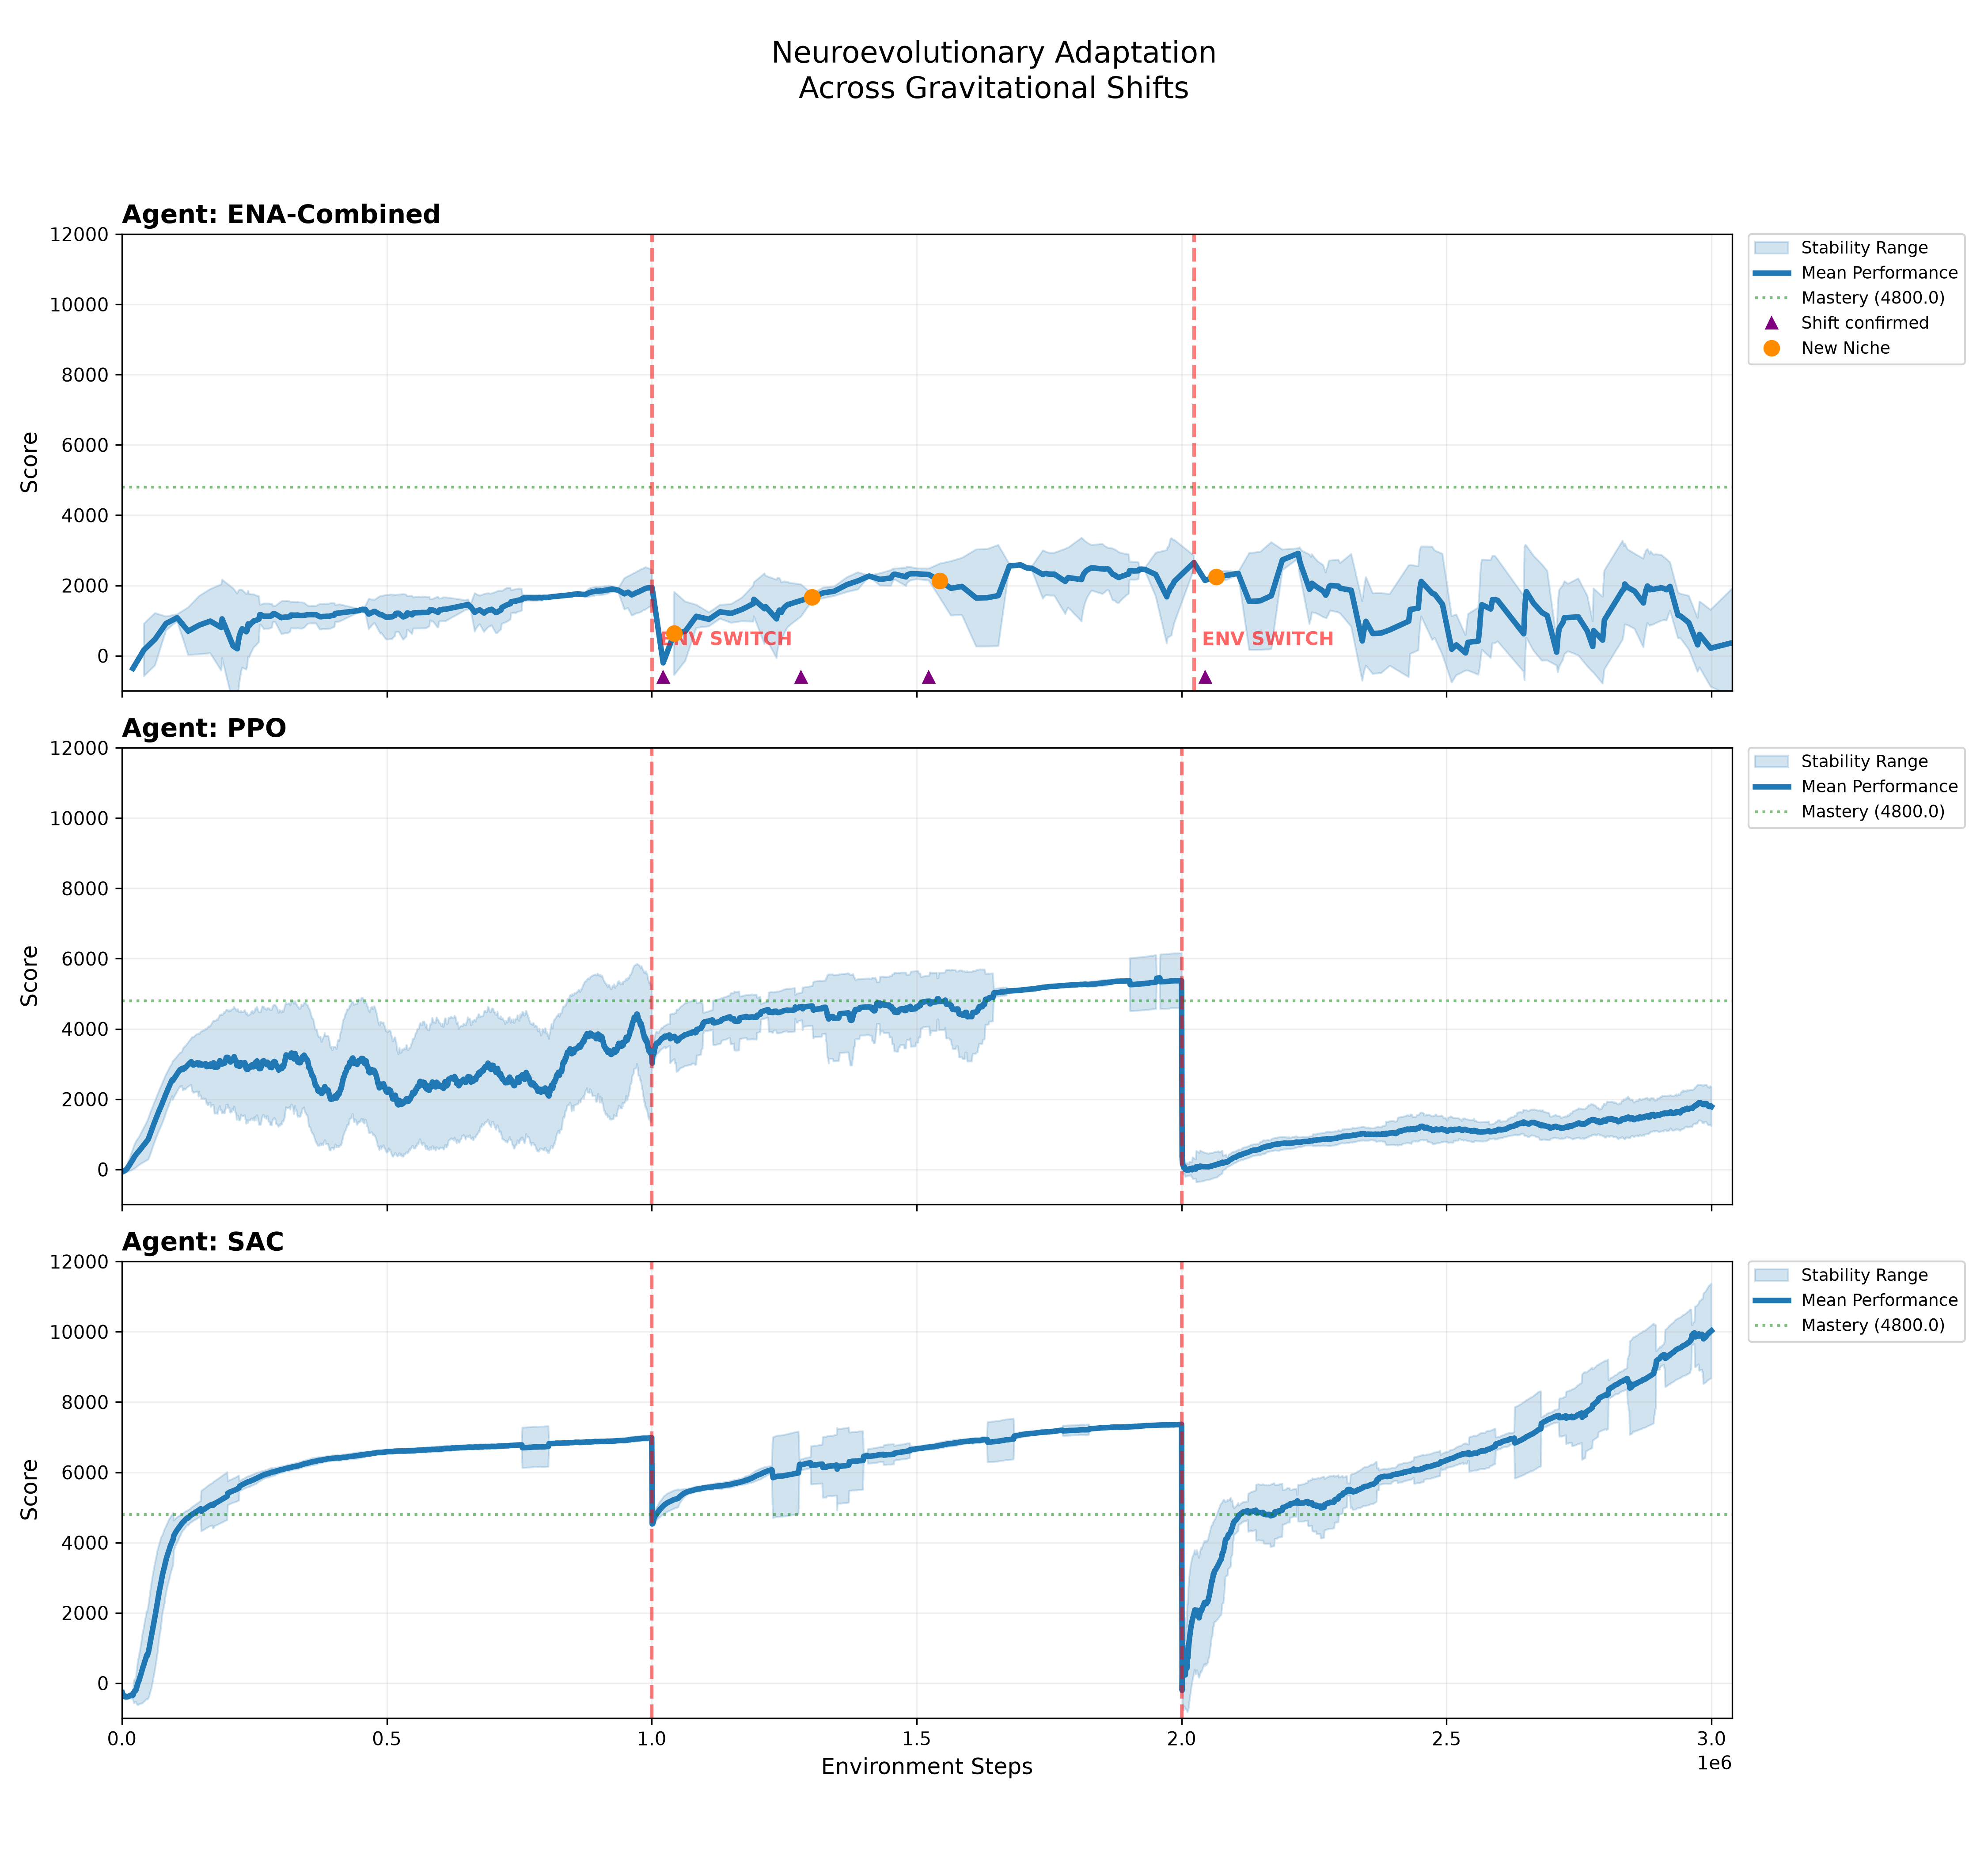 Neuroevolutionary Adaptation
Across Gravitational Shifts
Agent: ENA-Combined
12000
10000
8000
6000
4000
2000
0
Score
ENV SWITCH
ENV SWITCH
Stability Range
Mean Performance
Mastery (4800.0)
Shift confirmed
New Niche
Agent: PPO
12000
10000
8000
6000
4000
2000
0
Score
Stability Range
Mean Performance
Mastery (4800.0)
Agent: SAC
12000
10000
8000
6000
4000
2000
0
Score
Stability Range
Mean Performance
Mastery (4800.0)
0.0 0.5 1.0 1.5 2.0 2.5 3.0
1e6
Environment Steps